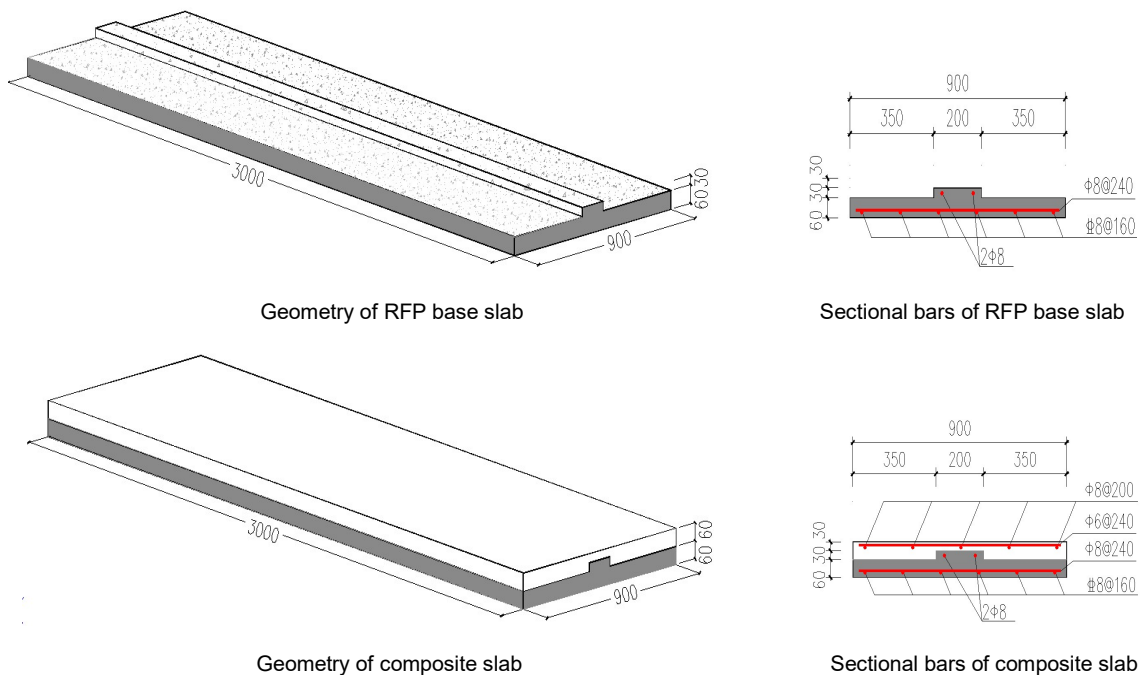 3000
30
60
900
Geometry of RFP base slab
900
350 200 350
30
30
60
Φ8@240
Φ8@160
2Φ8
Sectional bars of RFP base slab
3000
60
60
900
Geometry of composite slab
900
350 200 350
30
30
60
Φ8@200
Φ6@240
Φ8@240
Φ8@160
2Φ8
Sectional bars of composite slab